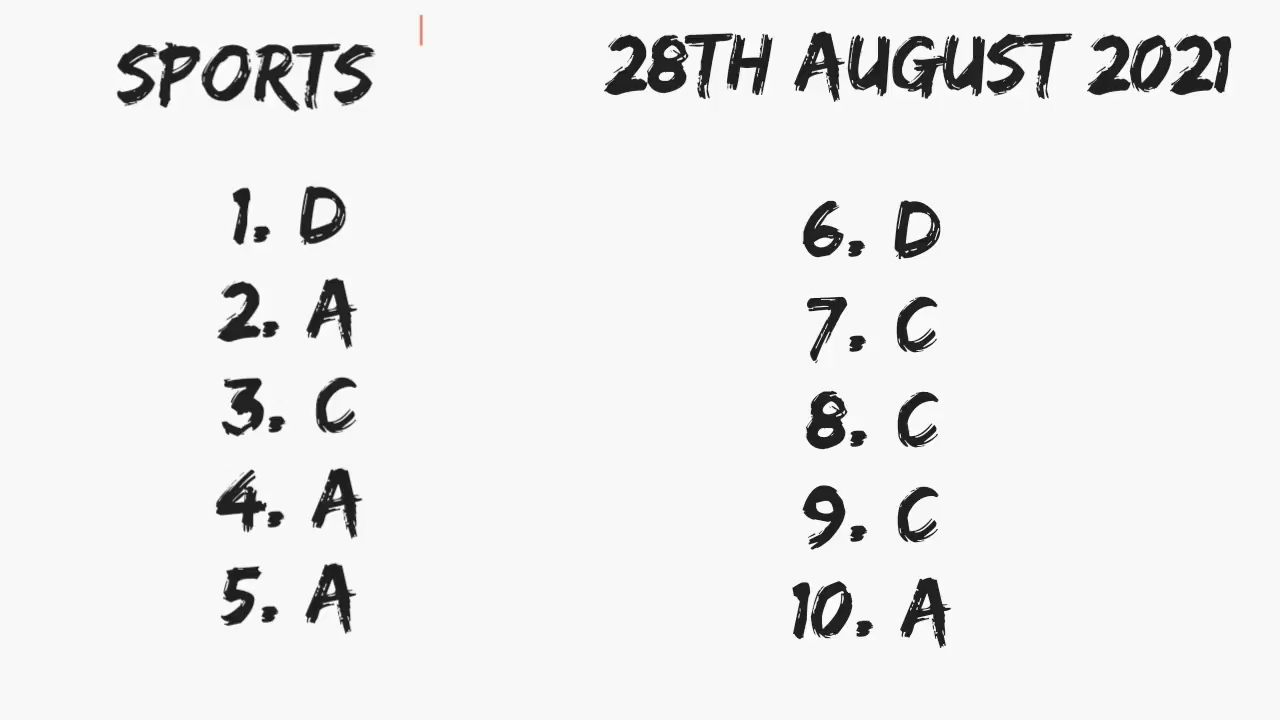 SPORTS
28TH AUGUST 2021
1. D
2. A
3. C
4. A
5. A
6. D
7. C
8. C
9. C
10. A